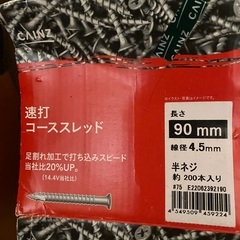 CAINZ
CAINZ
速打
コーススレッド
足割れ加工で打ち込みスピード
当社比20%UP。
(14.4V当社比)
長さ
90 mm
線径 4.5mm
半ネジ
約 200本入り
#75 E22062392190
4 549509 459224